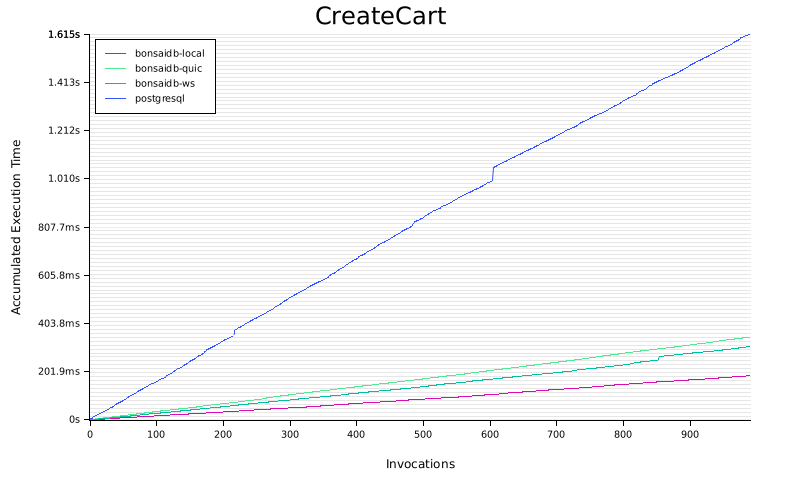 CreateCart
1.615s
1.413s
1.212s
1.010s
807.7ms
605.8ms
403.8ms
201.9ms
0s
Accumulated Execution Time
bonsaidb-local
bonsaidb-quic
bonsaidb-ws
postgresql
0 100 200 300 400 500 600 700 800 900
Invocations